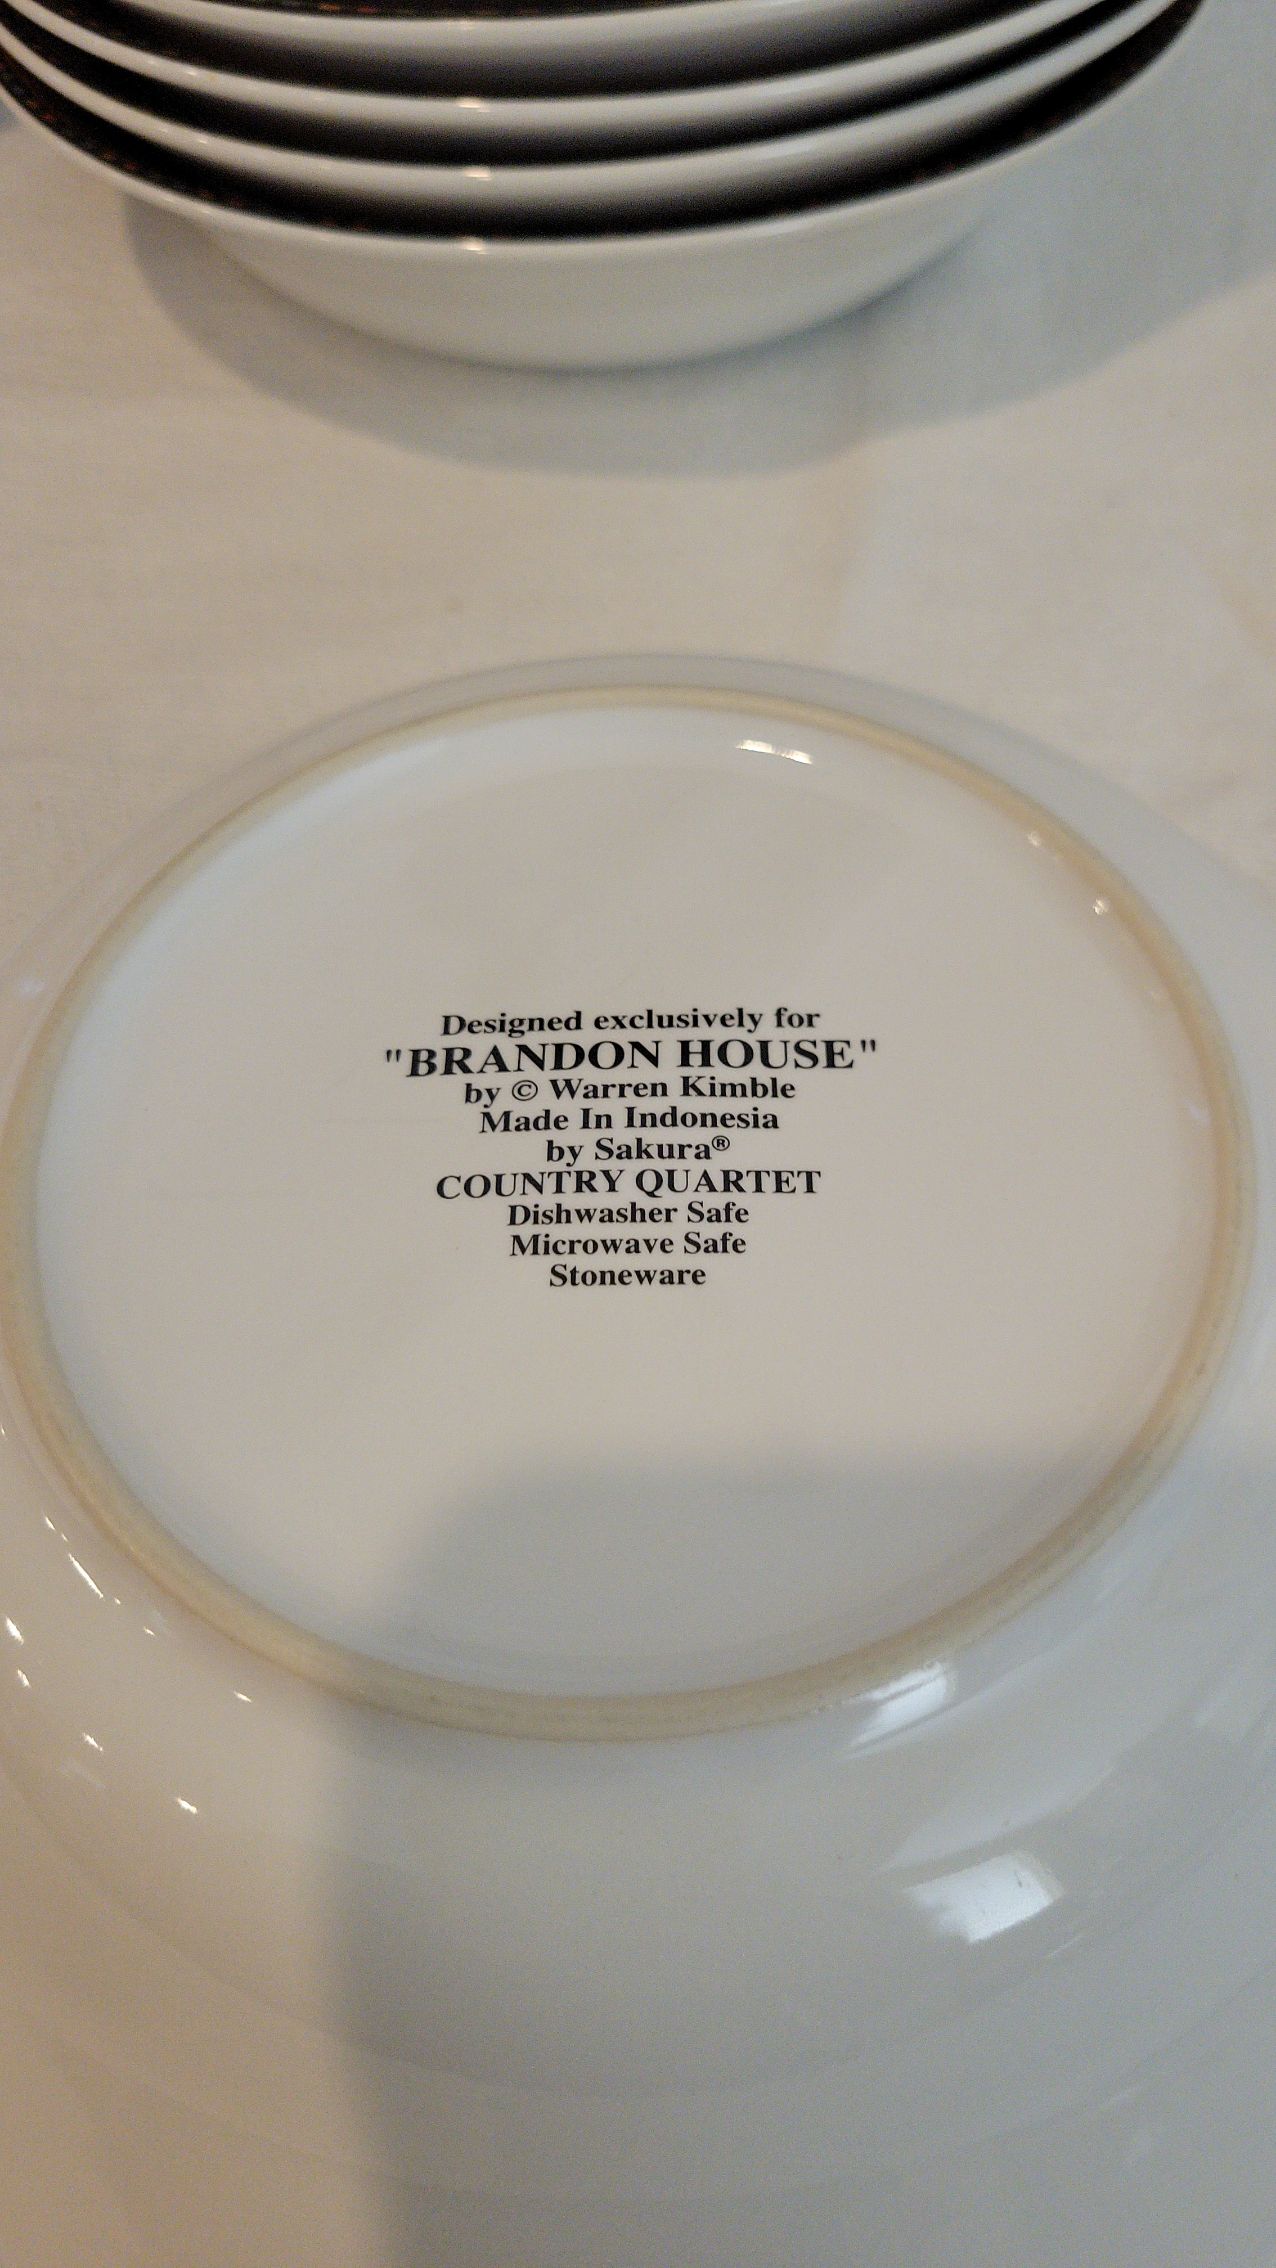 Designed exclusively for
"BRANDON HOUSE"
by © Warren Kimble
Made In Indonesia
by Sakura®
COUNTRY QUARTET
Dishwasher Safe
Microwave Safe
Stoneware